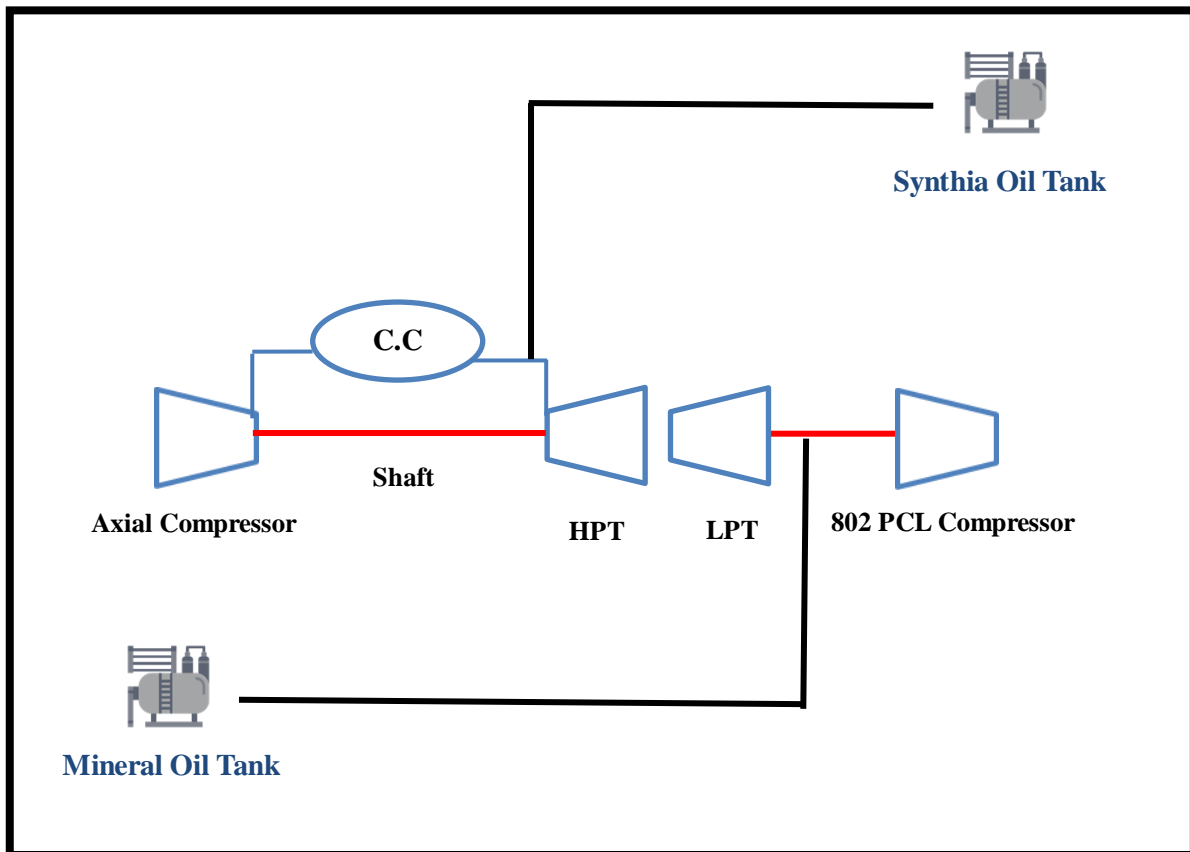 Synthia Oil Tank
C.C
Shaft
Axial Compressor
HPT
LPT
802 PCL Compressor
Mineral Oil Tank